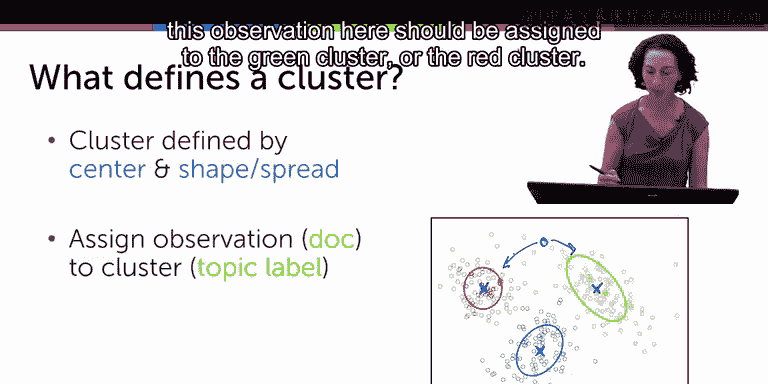 this observation here should be assigned
to the green cluster, or the red cluster.
What defines a cluster?
• Cluster defined by
center & shape/spread
• Assign observation (doc)
to cluster (topic label)